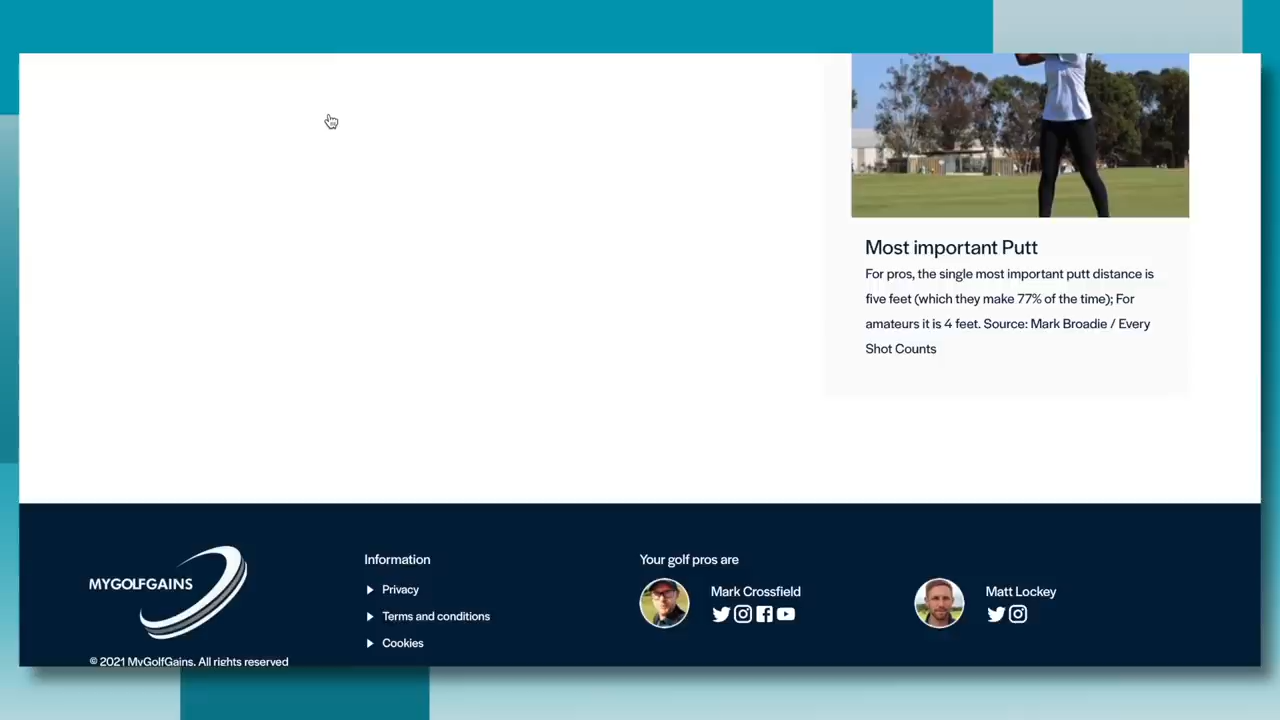 Most important Putt
For pros, the single most important putt distance is
five feet (which they make 77% of the time); For
amateurs it is 4 feet. Source: Mark Broadie / Every
Shot Counts
MYGOLFGAINS
© 2021 MyGolfGains. All rights reserved
Information
Privacy
Terms and conditions
Cookies
Your golf pros are
Mark Crossfield
Matt Lockey